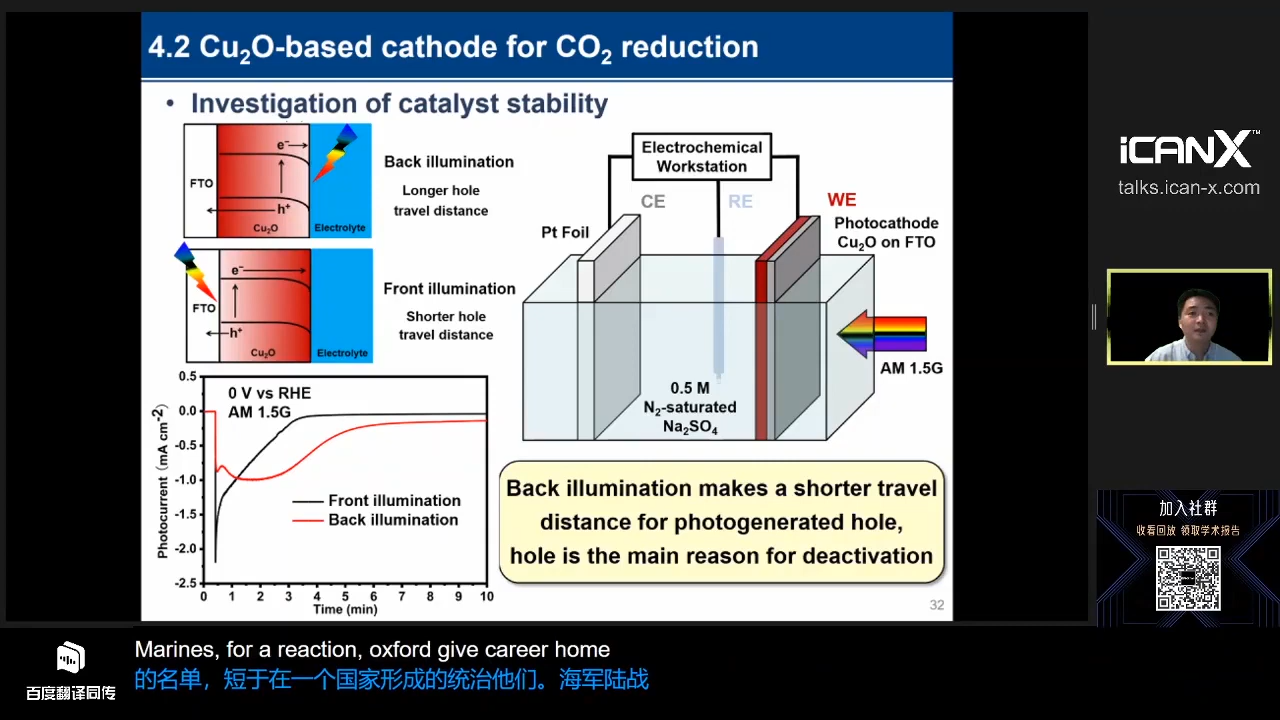 4.2 Cu₂O-based cathode for CO₂ reduction
• Investigation of catalyst stability
FTO
e⁻
h⁺
Cu₂O
Electrolyte
Back illumination
Longer hole
travel distance
FTO
e⁻
h⁺
Cu₂O
Electrolyte
Front illumination
Shorter hole
travel distance
Electrochemical
Workstation
CE
RE
WE
Pt Foil
Photocathode
Cu₂O on FTO
AM 1.5G
0.5 M
N₂-saturated
Na₂SO₄
0 V vs RHE
AM 1.5G
Front illumination
Back illumination
Photocurrent (mA cm⁻²)
0.5
0.0
-0.5
-1.0
-1.5
-2.0
-2.5
0 1 2 3 4 5 6 7 8 9 10
Time (min)
Back illumination makes a shorter travel
distance for photogenerated hole,
hole is the main reason for deactivation
32
iCANX™
talks.ican-x.com
加入社群
收看回放 领取学术报告
百度翻译同传
Marines, for a reaction, oxford give career home
的名单，短于在一个国家形成的统治他们。海军陆战